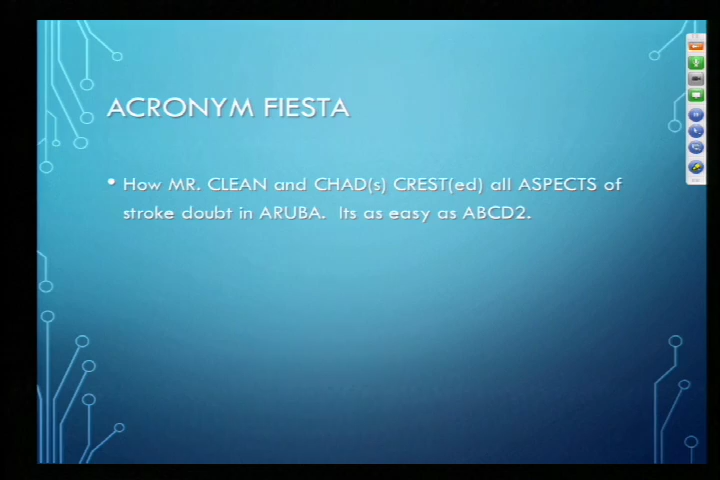 ACRONYM FIESTA
• How MR. CLEAN and CHAD(s) CREST(ed) all ASPECTS of
stroke doubt in ARUBA. Its as easy as ABCD2.